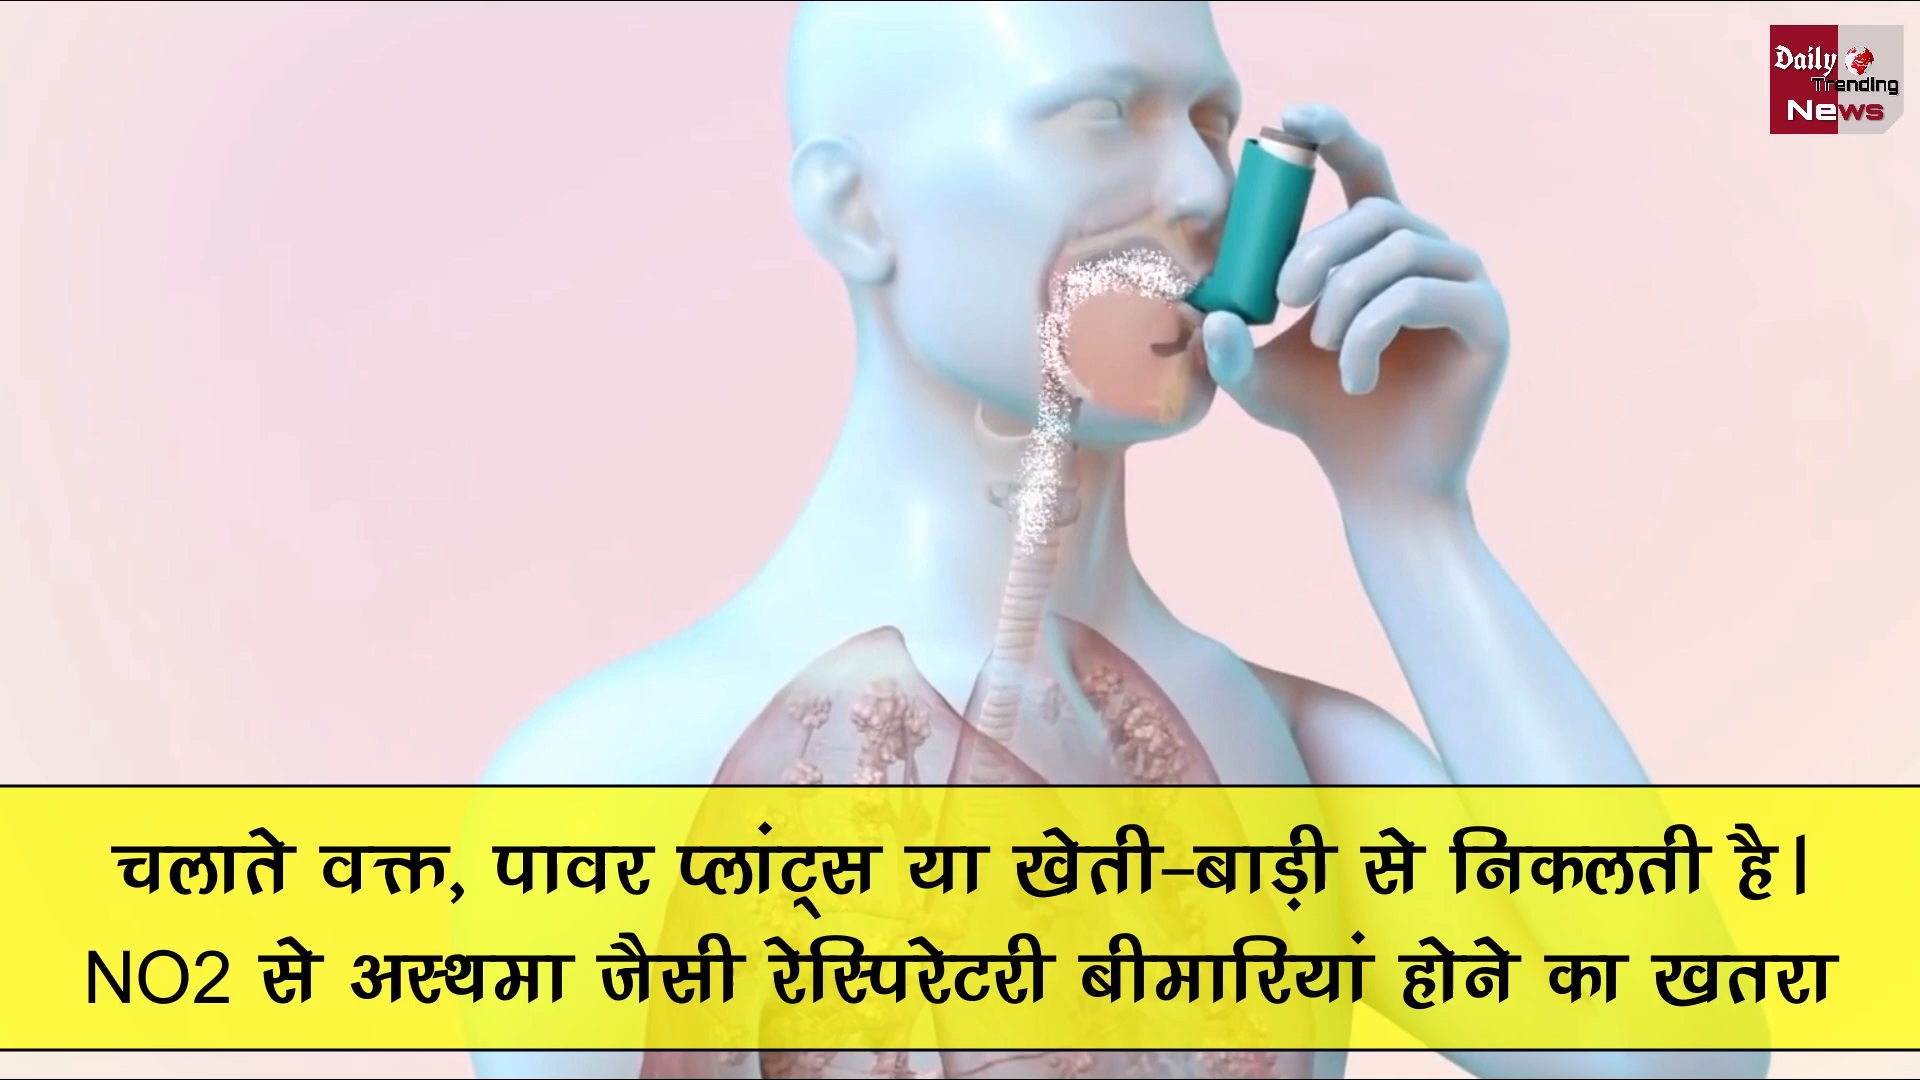 Daily
Trending
News
चलाते वक्त, पावर प्लांट्स या खेती-बाड़ी से निकलती है।
NO2 से अस्थमा जैसी रेस्पिरेटरी बीमारियां होने का खतरा